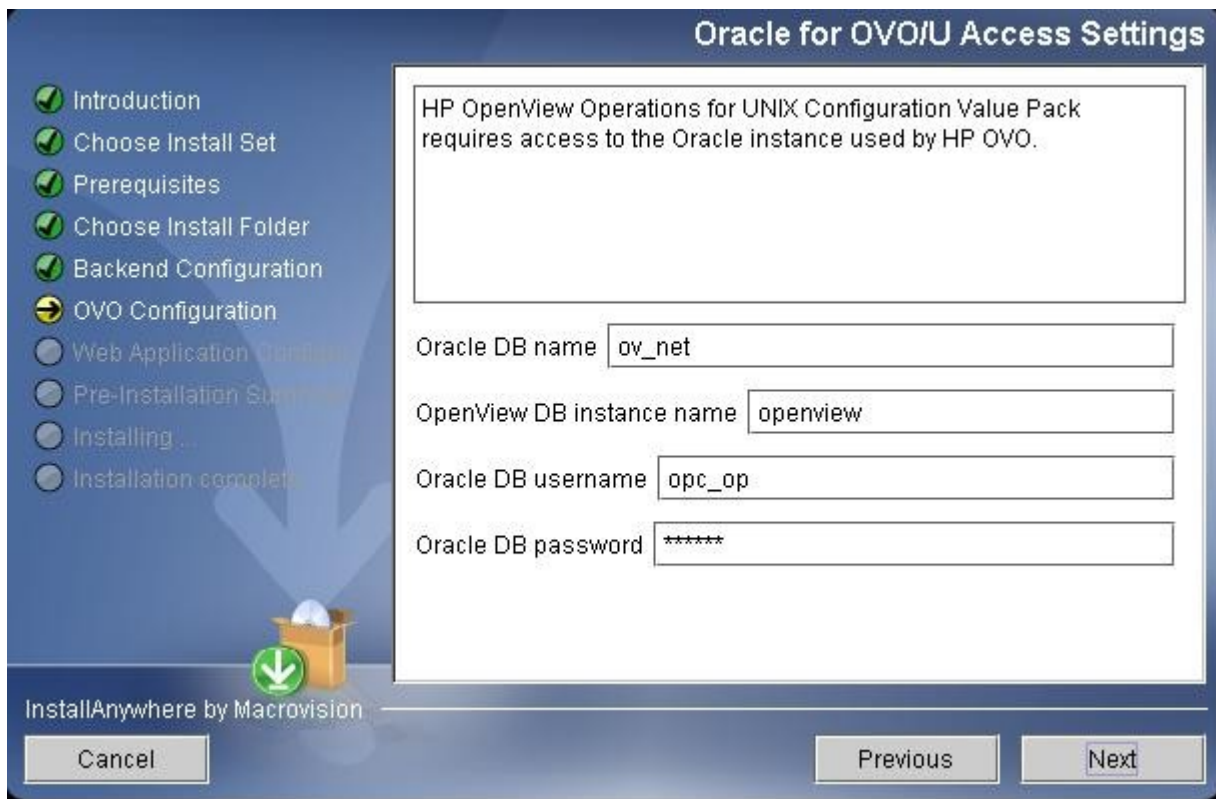 Oracle for OVO/U Access Settings
Introduction
Choose Install Set
Prerequisites
Choose Install Folder
Backend Configuration
OVO Configuration
Web Application
Pre-Installation
Installing ...
Installation complete
HP OpenView Operations for UNIX Configuration Value Pack
requires access to the Oracle instance used by HP OVO.
Oracle DB name ov_net
OpenView DB instance name openview
Oracle DB username opc_op
Oracle DB password ******
InstallAnywhere by Macrovision
Cancel
Previous
Next